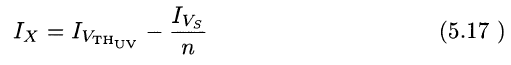 I_X = I_{V_{TH_{UV}}} − \frac{I_{V_S}}{n} (5.17 )